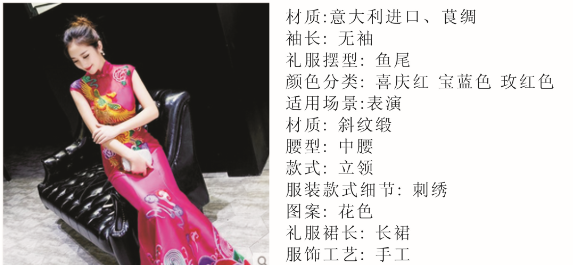 材质:意大利进口、莨绸
袖长: 无袖
礼服摆型: 鱼尾
颜色分类: 喜庆红 宝蓝色 玫红色
适用场景:表演
材质: 斜纹缎
腰型: 中腰
款式: 立领
服装款式细节: 刺绣
图案: 花色
礼服裙长: 长裙
服饰工艺: 手工